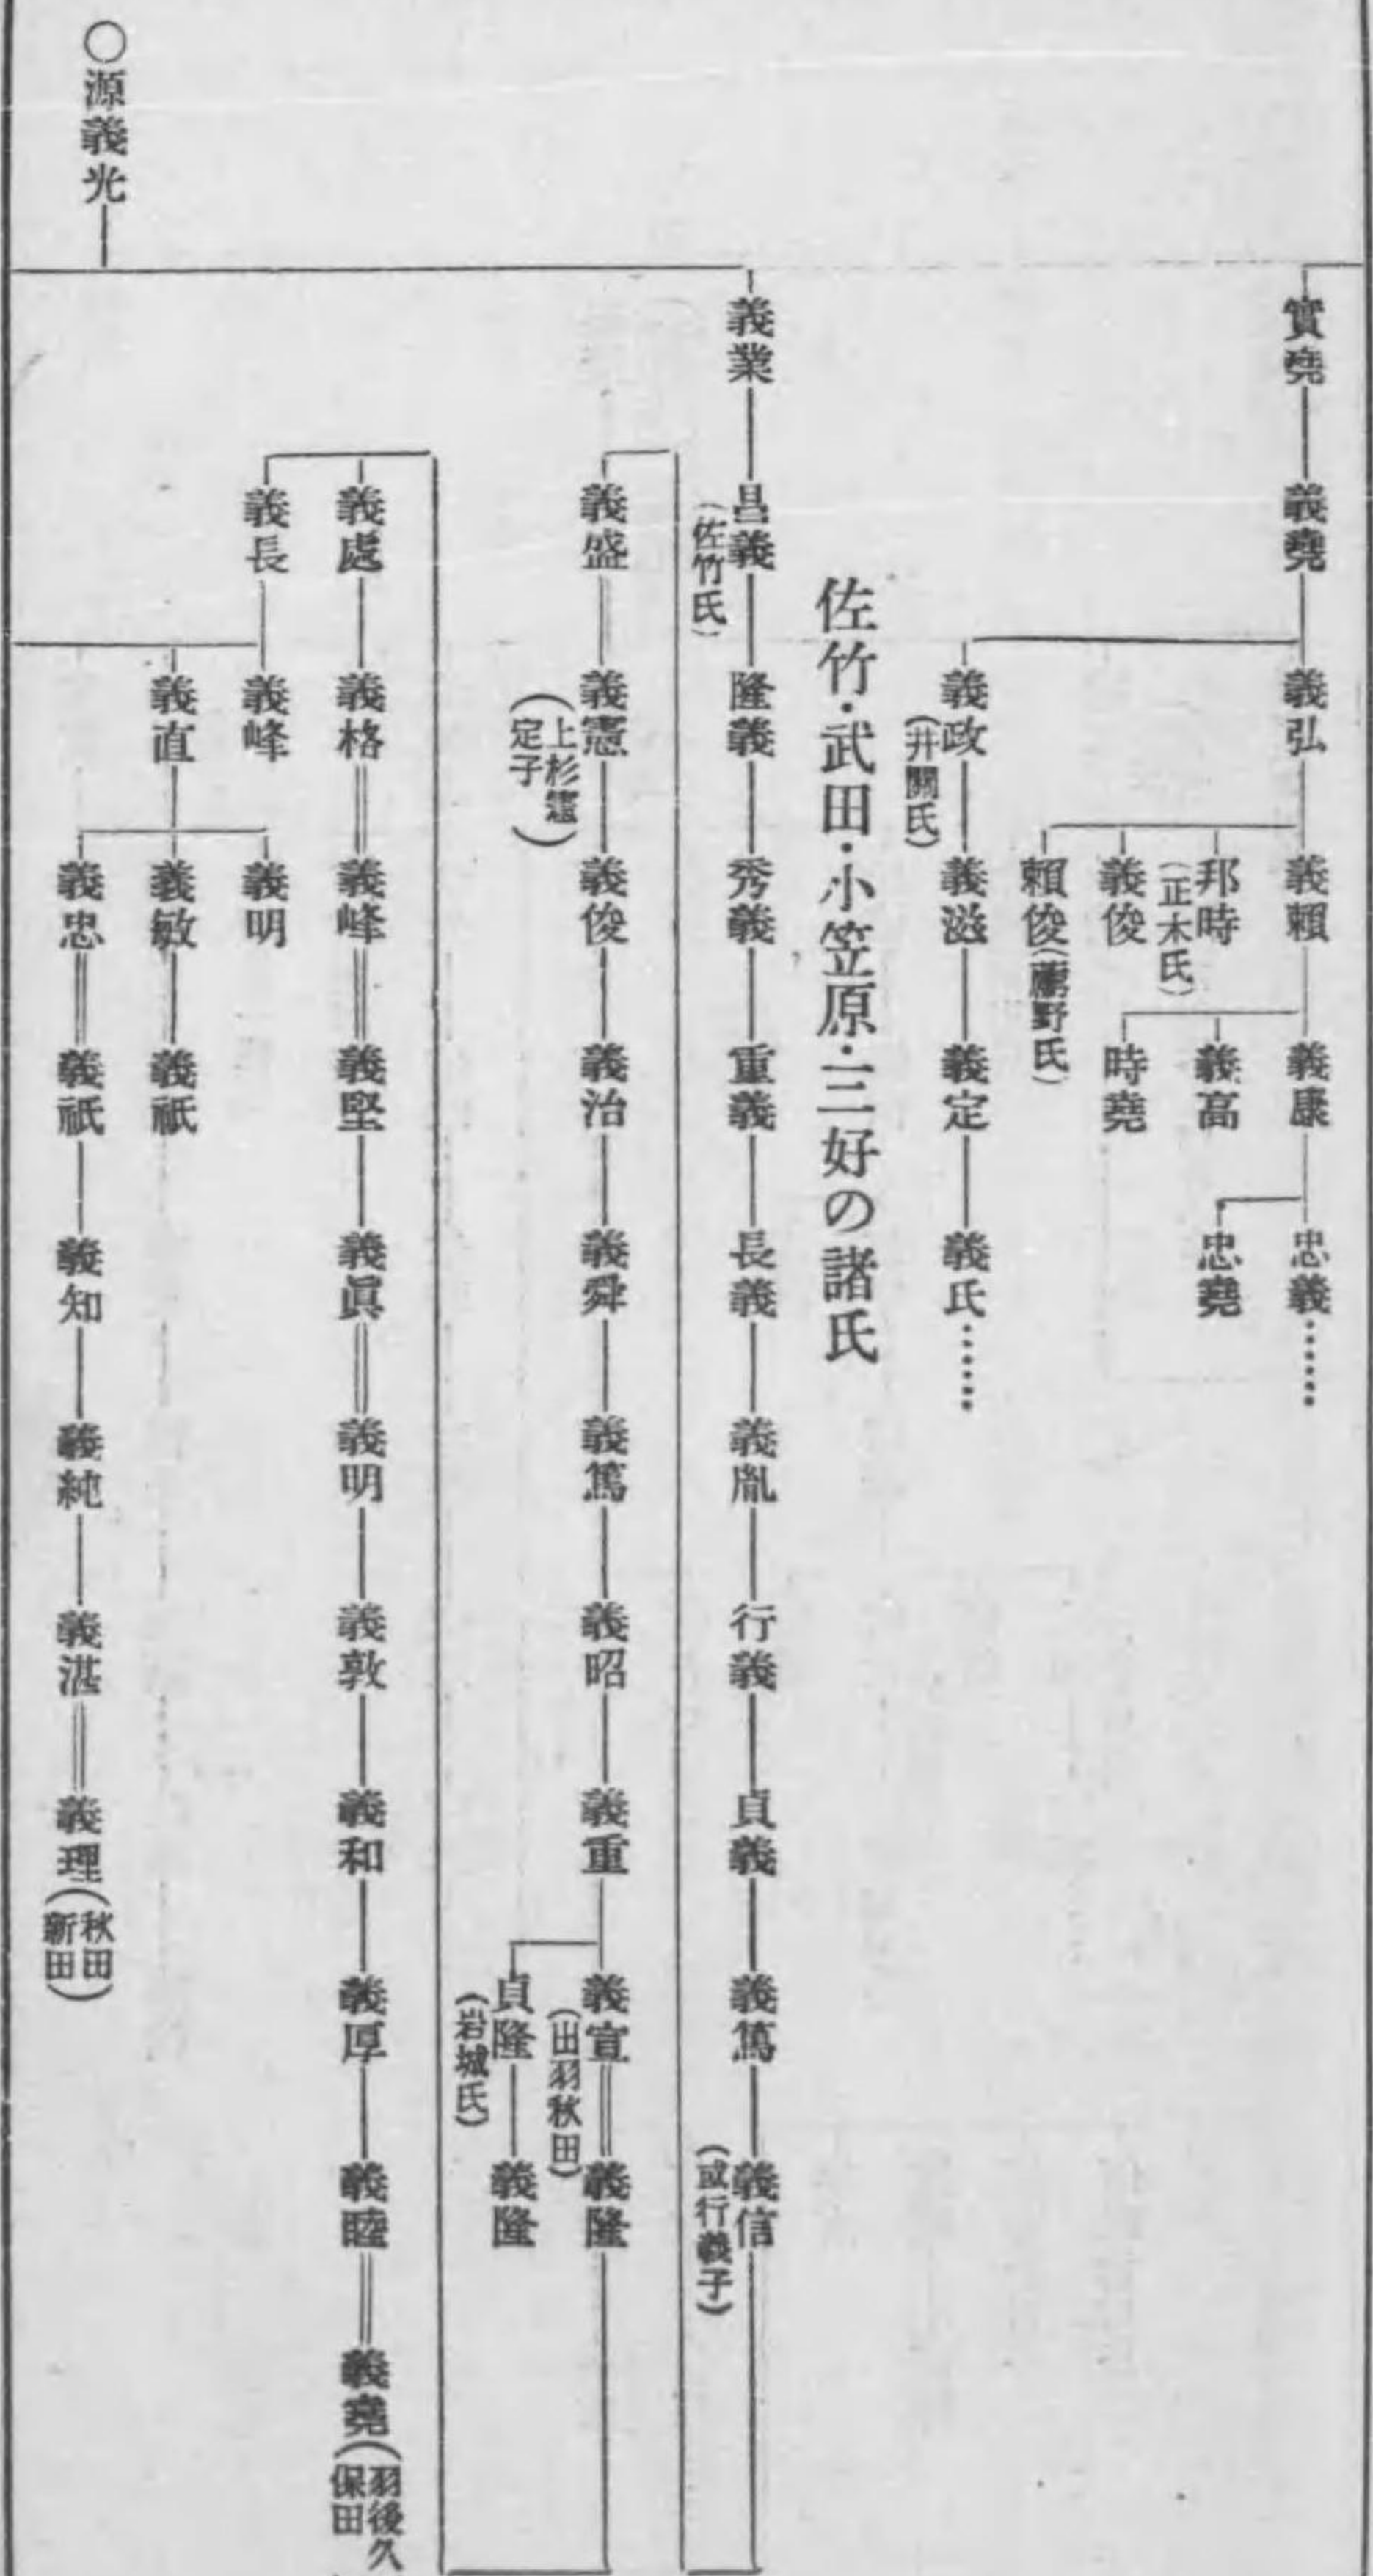 實堯 義堯 義弘 義賴 義康 忠義……
忠堯
義高
時堯
邦時(正木氏)
義俊
賴俊(薦野氏)
義政(井關氏) 義滋 義定 義氏……
佐竹・武田・小笠原・三好の諸氏
義業 昌義(佐竹氏) 隆義 秀義 重義 長義 義胤 行義 貞義 義篤 義信(或行義子)
義盛 義憲(上杉憲定子) 義俊 義治 義舜 義篤 義昭 義重 義宣(出羽秋田) 義隆
貞隆(岩城氏) 義隆
義處 義格 義峰 義堅 義眞 義明 義敦 義和 義厚 義睦 義堯(羽後久保田
義長 義峰
義明
義直 義敏 義祇
義忠 義祇 義知 義純 義湛 義理(秋田新田)
〇源義光